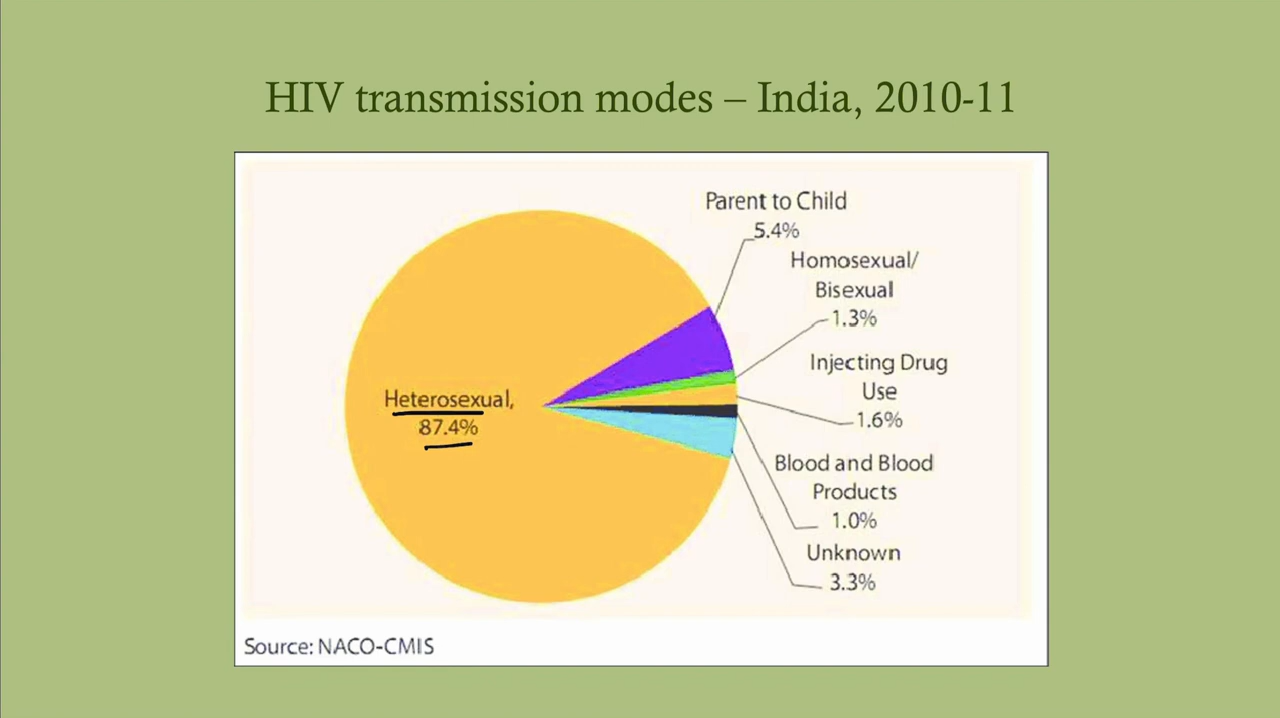 HIV transmission modes – India, 2010-11
Parent to Child
5.4%
Homosexual/
Bisexual
1.3%
Injecting Drug
Use
1.6%
Heterosexual,
87.4%
Blood and Blood
Products
1.0%
Unknown
3.3%
Source: NACO-CMIS